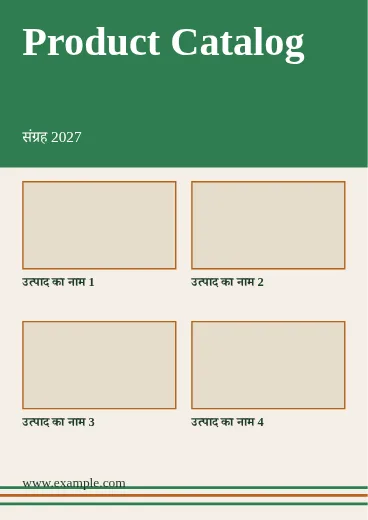 Product Catalog
संग्रह 2027
उत्पाद का नाम 1
उत्पाद का नाम 2
उत्पाद का नाम 3
उत्पाद का नाम 4
www.example.com